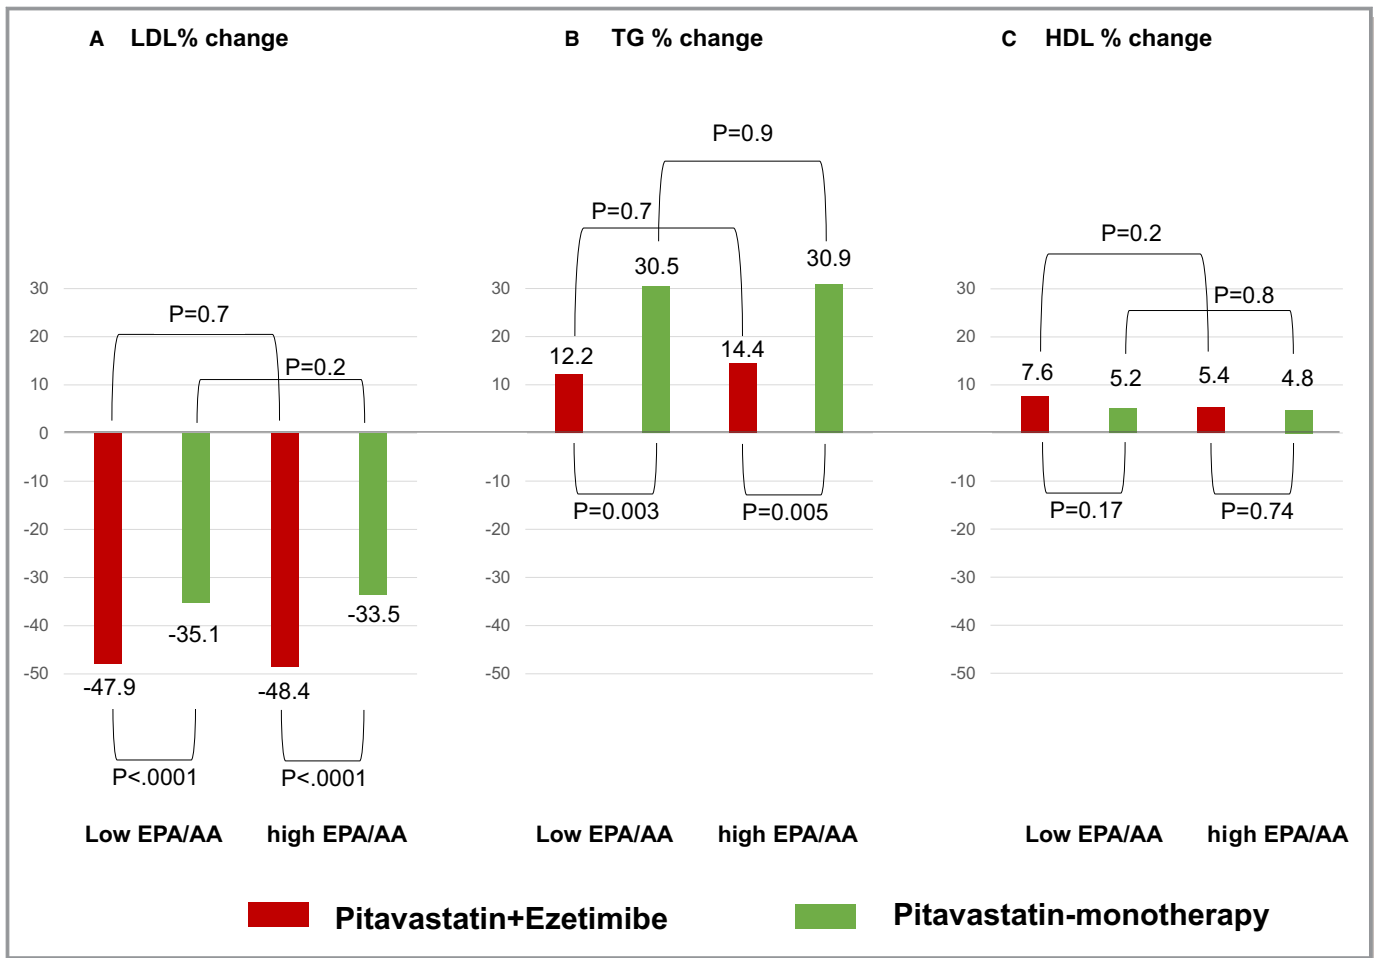 A LDL% change
B TG % change
C HDL % change
P=0.9
P=0.7
30.5
30.9
P=0.2
P=0.8
30
20
10
0
-10
-20
-30
-40
-50
P=0.7
P=0.2
-47.9
-35.1
-48.4
-33.5
P<.0001
P<.0001
30
20
10
-10
-20
-30
-40
-50
12.2
14.4
P=0.003
P=0.005
30
20
10
-10
-20
-30
-40
-50
7.6
5.2
5.4
4.8
P=0.17
P=0.74
Low EPA/AA high EPA/AA
Low EPA/AA high EPA/AA
Low EPA/AA high EPA/AA
Pitavastatin+Ezetimibe
Pitavastatin-monotherapy